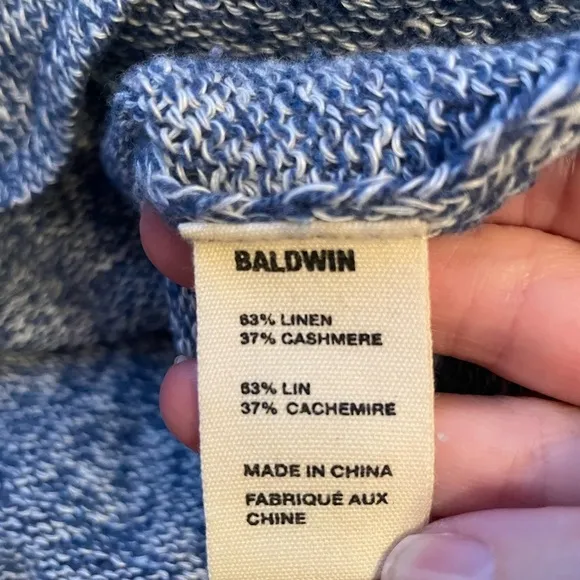 BALDWIN
63% LINEN
37% CASHMERE
63% LIN
37% CACHEMIRE
MADE IN CHINA
FABRIQUÉ AUX
CHINE